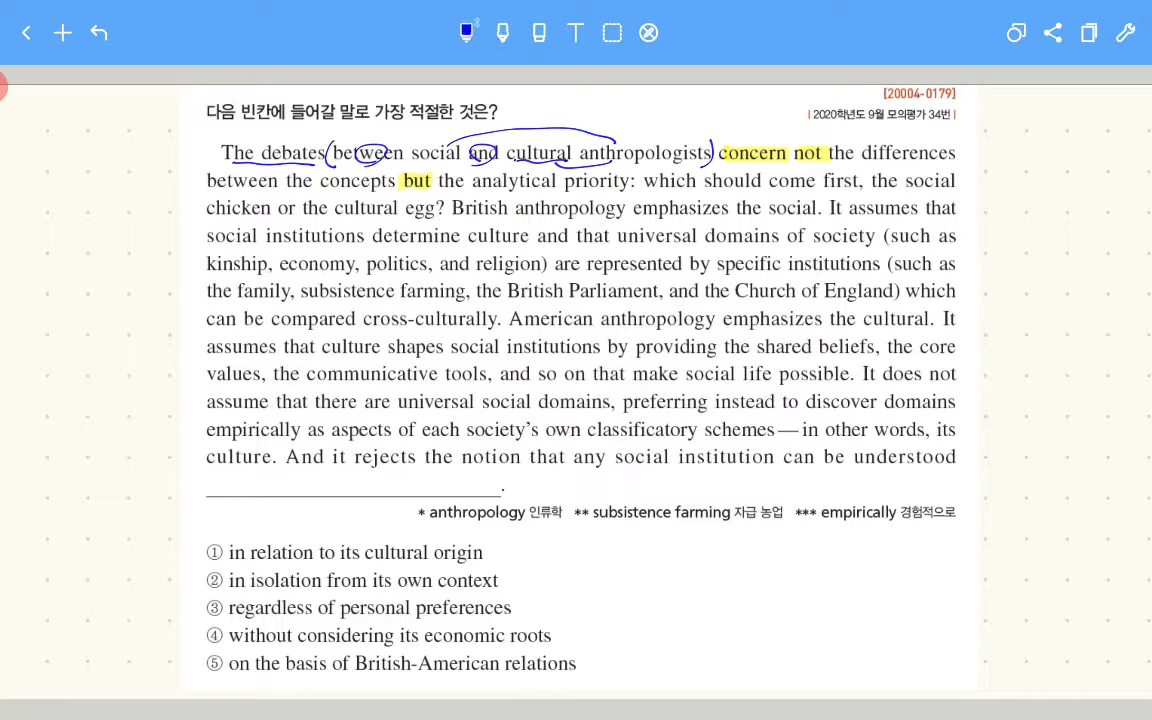 [20004-0179]
다음 빈칸에 들어갈 말로 가장 적절한 것은?
| 2020학년도 9월 모의평가 34번 |
The debates between social and cultural anthropologists concern not the differences
between the concepts but the analytical priority: which should come first, the social
chicken or the cultural egg? British anthropology emphasizes the social. It assumes that
social institutions determine culture and that universal domains of society (such as
kinship, economy, politics, and religion) are represented by specific institutions (such as
the family, subsistence farming, the British Parliament, and the Church of England) which
can be compared cross-culturally. American anthropology emphasizes the cultural. It
assumes that culture shapes social institutions by providing the shared beliefs, the core
values, the communicative tools, and so on that make social life possible. It does not
assume that there are universal social domains, preferring instead to discover domains
empirically as aspects of each society's own classificatory schemes — in other words, its
culture. And it rejects the notion that any social institution can be understood
____________________.
* anthropology 인류학 ** subsistence farming 자급 농업 *** empirically 경험적으로
① in relation to its cultural origin
② in isolation from its own context
③ regardless of personal preferences
④ without considering its economic roots
⑤ on the basis of British-American relations